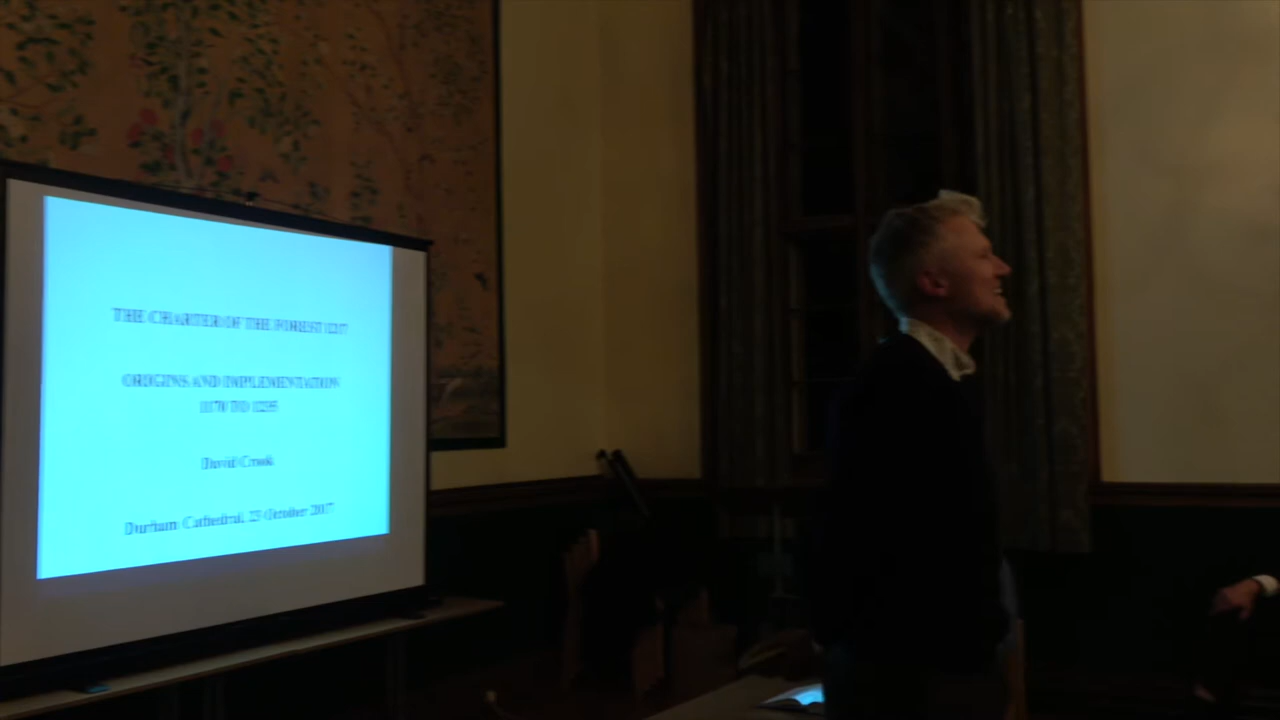 THE CHARTER OF THE FOREST 1217
ORIGINS AND IMPLEMENTATION
David Crook
Durham Cathedral, 25 October 2017